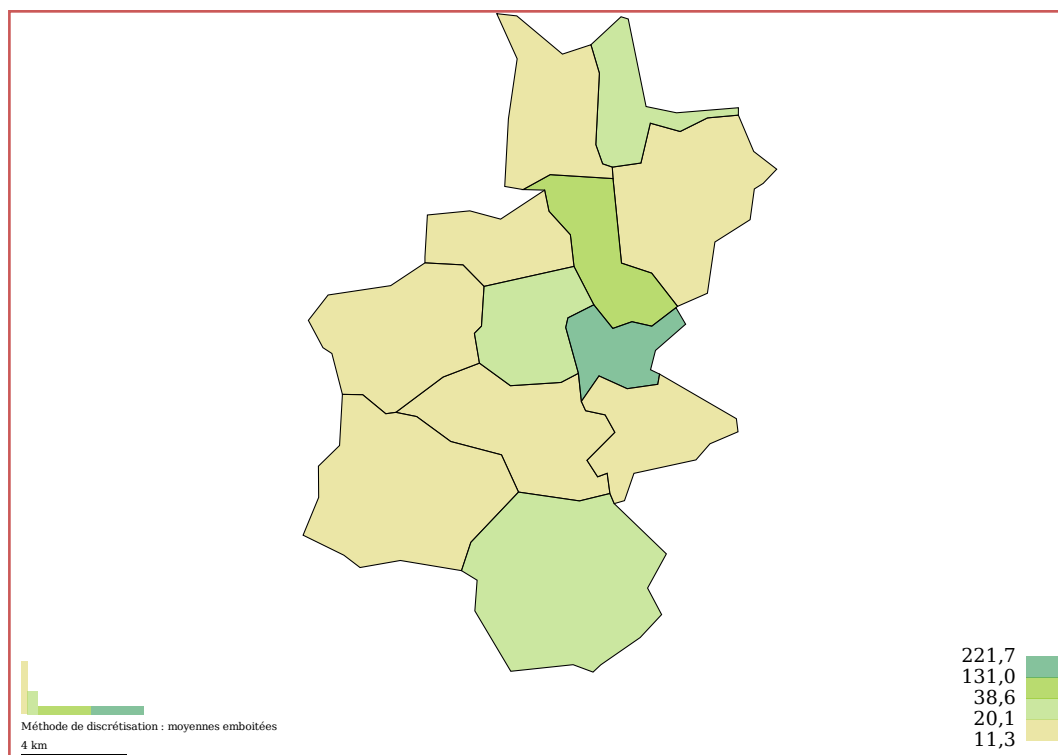 221,7
131,0
38,6
20,1
11,3
Méthode de discrétisation : moyennes emboitées
4 km